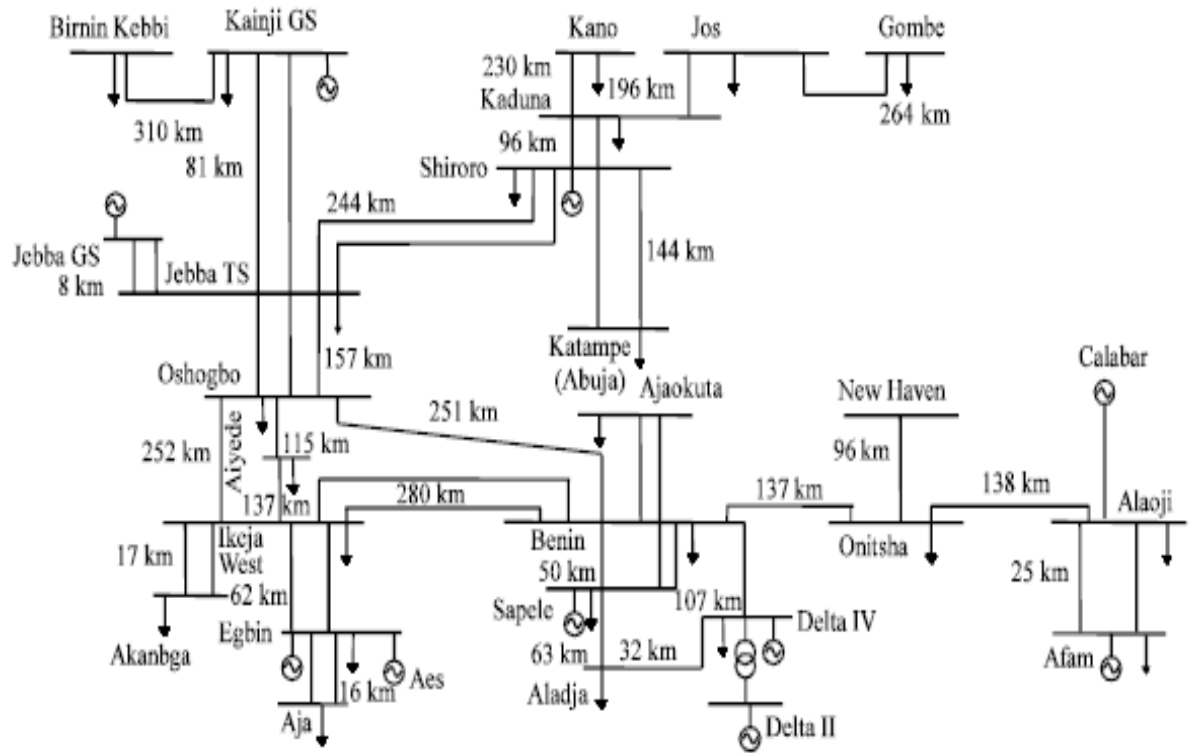 Birnin Kebbi
Kainji GS
Kano
Jos
Gombe
230 km
196 km
Kaduna
264 km
310 km
96 km
81 km
Shiroro
244 km
144 km
Jebba GS
8 km
Jebba TS
157 km
Katampe
(Abuja)
Oshogbo
Ajaokuta
Calabar
New Haven
251 km
252 km
Aiyede
115 km
96 km
137 km
280 km
137 km
138 km
Alaoji
17 km
Ikeja
West
Benin
Onitsha
50 km
25 km
62 km
Sapele
107 km
Egbin
Delta IV
Akanbga
63 km
32 km
Afam
Aes
16 km
Aladja
Aja
Delta II